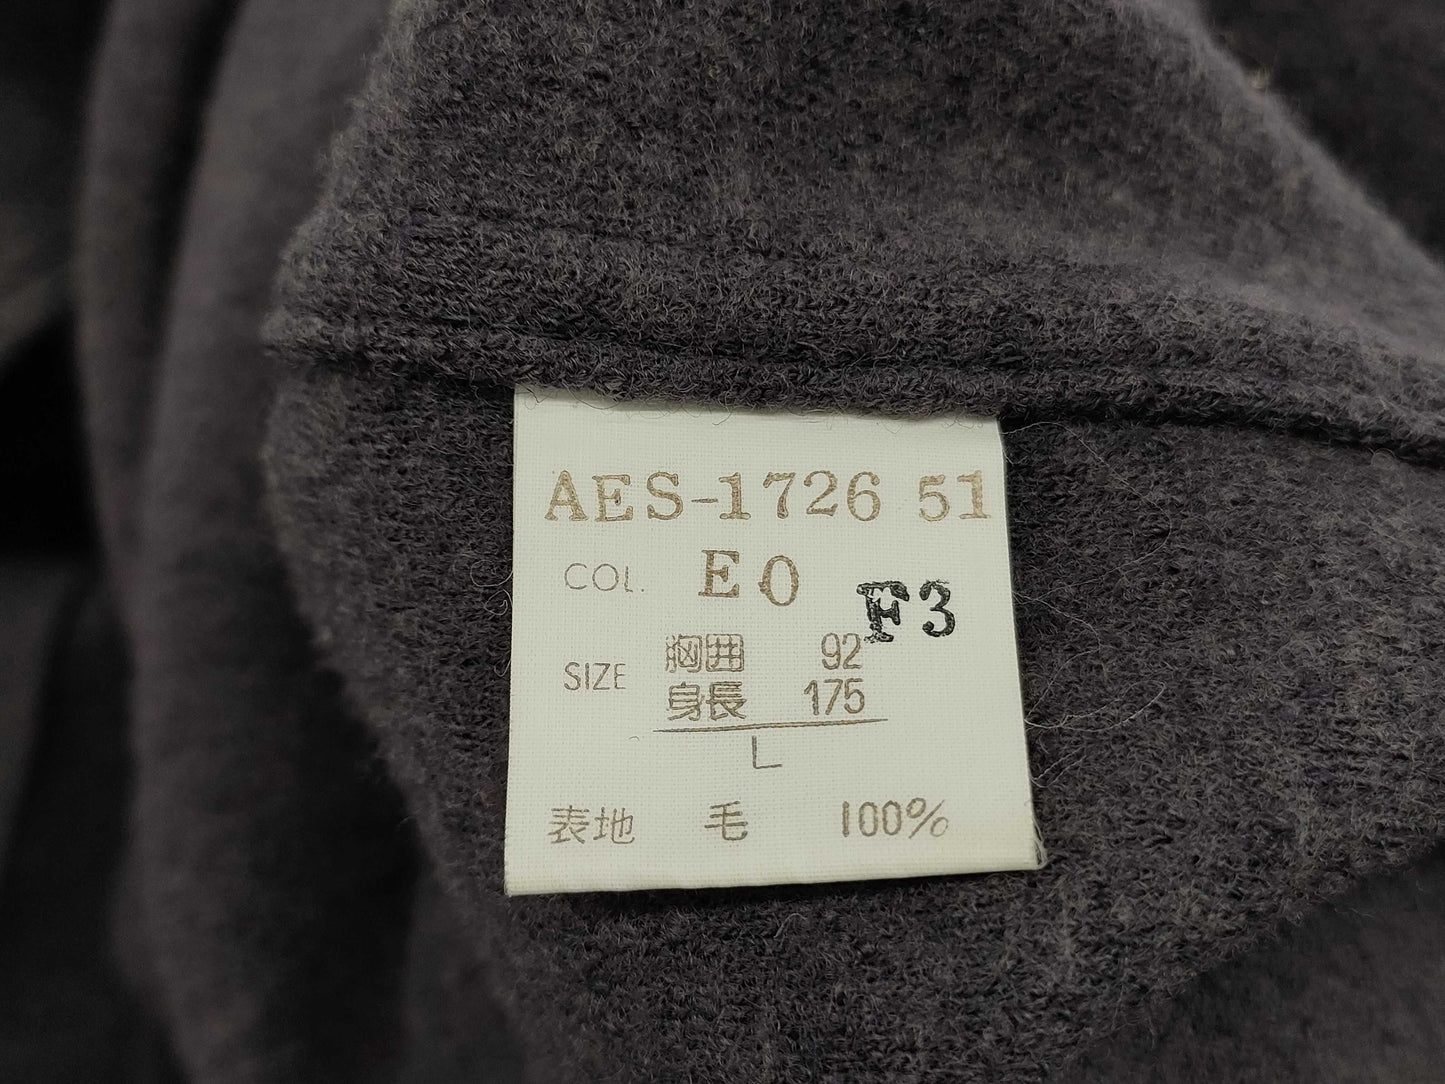 AES-1726 51
COL. E0 F3
SIZE 胸囲 92
身長 175
L
表地 毛 100%